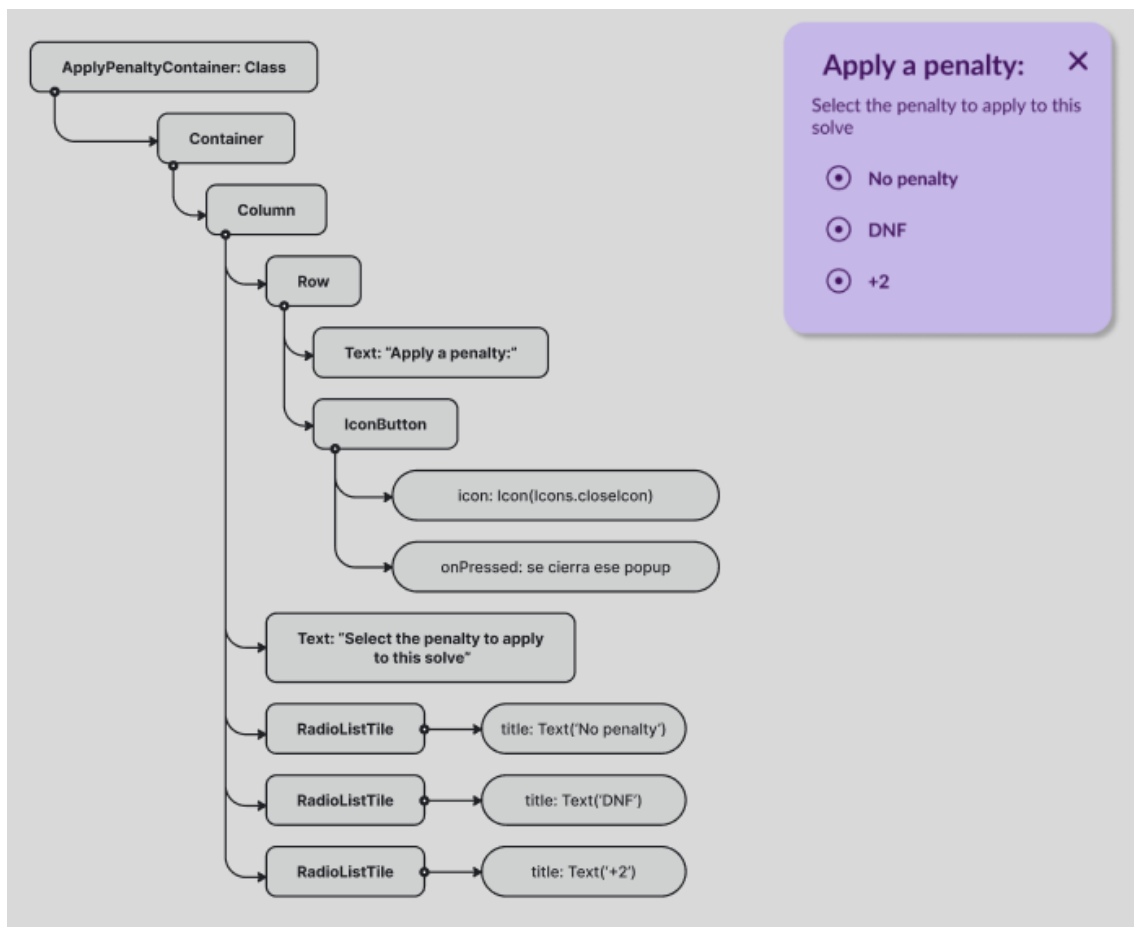 ApplyPenaltyContainer: Class
Container
Column
Row
Text: "Apply a penalty:"
IconButton
icon: Icon(Icons.closeIcon)
onPressed: se cierra ese popup
Text: "Select the penalty to apply
to this solve"
RadioListTile
title: Text('No penalty')
RadioListTile
title: Text('DNF')
RadioListTile
title: Text('+2')
Apply a penalty:
Select the penalty to apply to this
solve
No penalty
DNF
+2